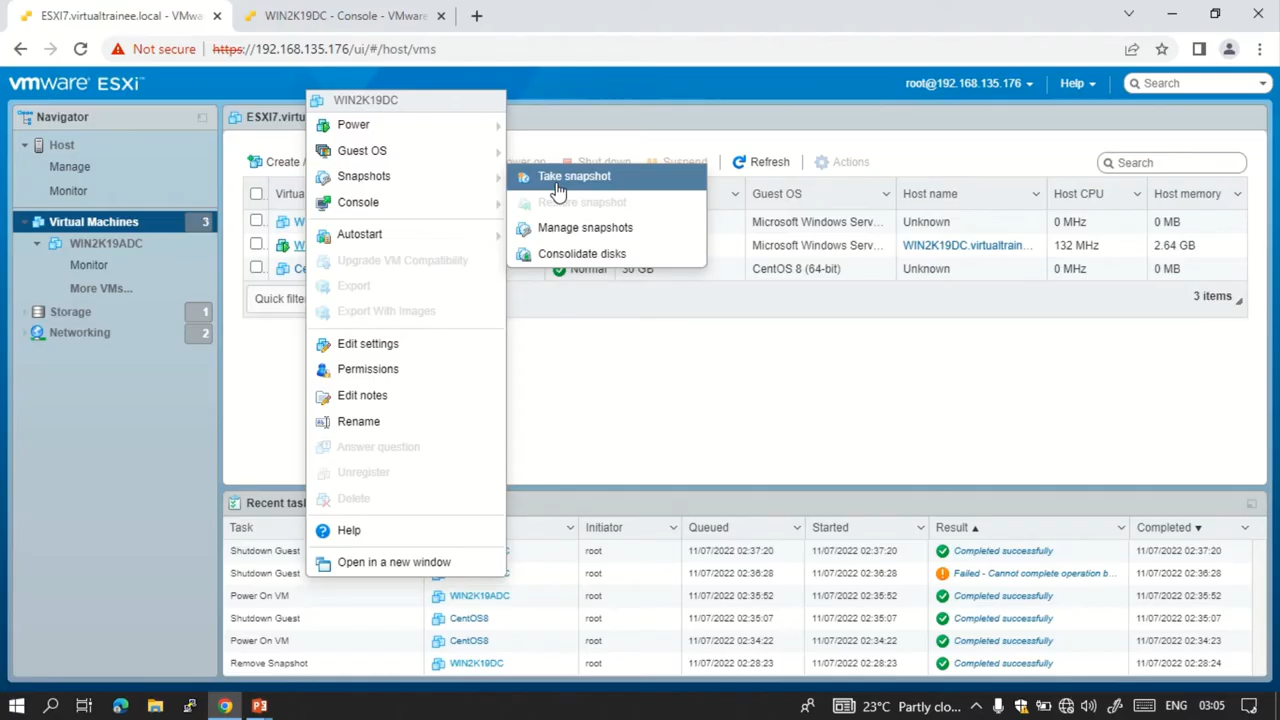 ESXI7.virtualtrainee.local - VMwa
WIN2K19DC - Console - VMware
Not secure
https://192.168.135.176/ui/#/host/vms
vmware ESXi
root@192.168.135.176
Help
Search
Navigator
Host
Manage
Monitor
Virtual Machines
3
WIN2K19ADC
Monitor
More VMs...
Storage
1
Networking
2
ESXI7.virtu
Create /
Shut down
Suspend
Refresh
Actions
Search
Virtu
Guest OS
Host name
Host CPU
Host memory
W
Microsoft Windows Serv...
Unknown
0 MHz
0 MB
W
Microsoft Windows Serv...
WIN2K19DC.virtualtrain...
132 MHz
2.64 GB
Ce
Normal
30 GB
CentOS 8 (64-bit)
Unknown
0 MHz
0 MB
Quick filte
3 items
WIN2K19DC
Power
Guest OS
Snapshots
Console
Autostart
Upgrade VM Compatibility
Export
Export With Images
Edit settings
Permissions
Edit notes
Rename
Answer question
Unregister
Delete
Help
Open in a new window
Take snapshot
Restore snapshot
Manage snapshots
Consolidate disks
Recent tas
Task
Initiator
Queued
Started
Result
Completed
Shutdown Guest
root
11/07/2022 02:37:20
11/07/2022 02:37:20
Completed successfully
11/07/2022 02:37:20
Shutdown Guest
root
11/07/2022 02:36:28
11/07/2022 02:36:28
Failed - Cannot complete operation b...
11/07/2022 02:36:28
Power On VM
WIN2K19ADC
root
11/07/2022 02:35:16
11/07/2022 02:35:16
Completed successfully
11/07/2022 02:35:16
Shutdown Guest
CentOS8
root
11/07/2022 02:35:07
11/07/2022 02:35:07
Completed successfully
11/07/2022 02:35:07
Power On VM
CentOS8
root
11/07/2022 02:34:22
11/07/2022 02:34:22
Completed successfully
11/07/2022 02:34:23
Remove Snapshot
WIN2K19DC
root
11/07/2022 02:28:23
11/07/2022 02:28:23
Completed successfully
11/07/2022 02:28:24
23°C Partly clo...
ENG
03:05